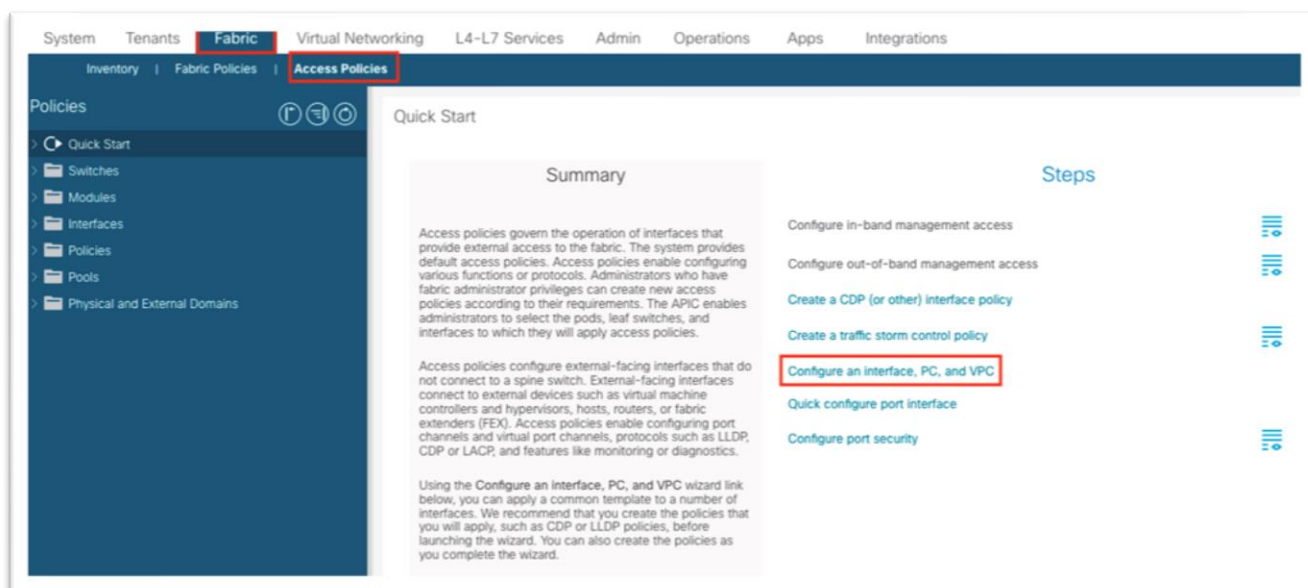 System Tenants Fabric Virtual Networking L4-L7 Services Admin Operations Apps Integrations
Inventory | Fabric Policies | Access Policies
Policies
Quick Start
Switches
Modules
Interfaces
Policies
Pools
Physical and External Domains
Quick Start
Summary
Access policies govern the operation of interfaces that
provide external access to the fabric. The system provides
default access policies. Access policies enable configuring
various functions or protocols. Administrators who have
fabric administrator privileges can create new access
policies according to their requirements. The APIC enables
administrators to select the pods, leaf switches, and
interfaces to which they will apply access policies.
Access policies configure external-facing interfaces that do
not connect to a spine switch. External-facing interfaces
connect to external devices such as virtual machine
controllers and hypervisors, hosts, routers, or fabric
extenders (FEX). Access policies enable configuring port
channels and virtual port channels, protocols such as LLDP,
CDP or LACP, and features like monitoring or diagnostics.
Using the Configure an interface, PC, and VPC wizard link
below, you can apply a common template to a number of
interfaces. We recommend that you create the policies that
you will apply, such as CDP or LLDP policies, before
launching the wizard. You can also create the policies as
you complete the wizard.
Steps
Configure in-band management access
Configure out-of-band management access
Create a CDP (or other) interface policy
Create a traffic storm control policy
Configure an interface, PC, and VPC
Quick configure port interface
Configure port security